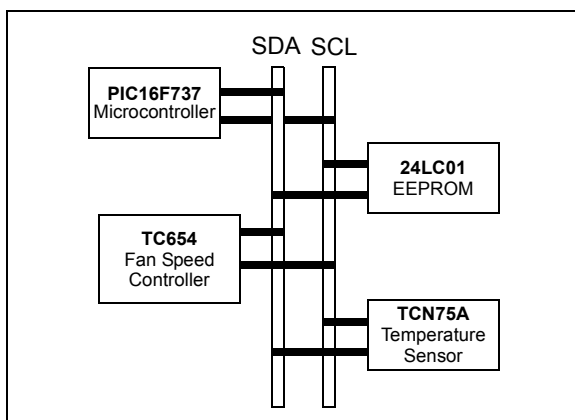 SDA SCL
PIC16F737
Microcontroller
24LC01
EEPROM
TC654
Fan Speed
Controller
TCN75A
Temperature
Sensor